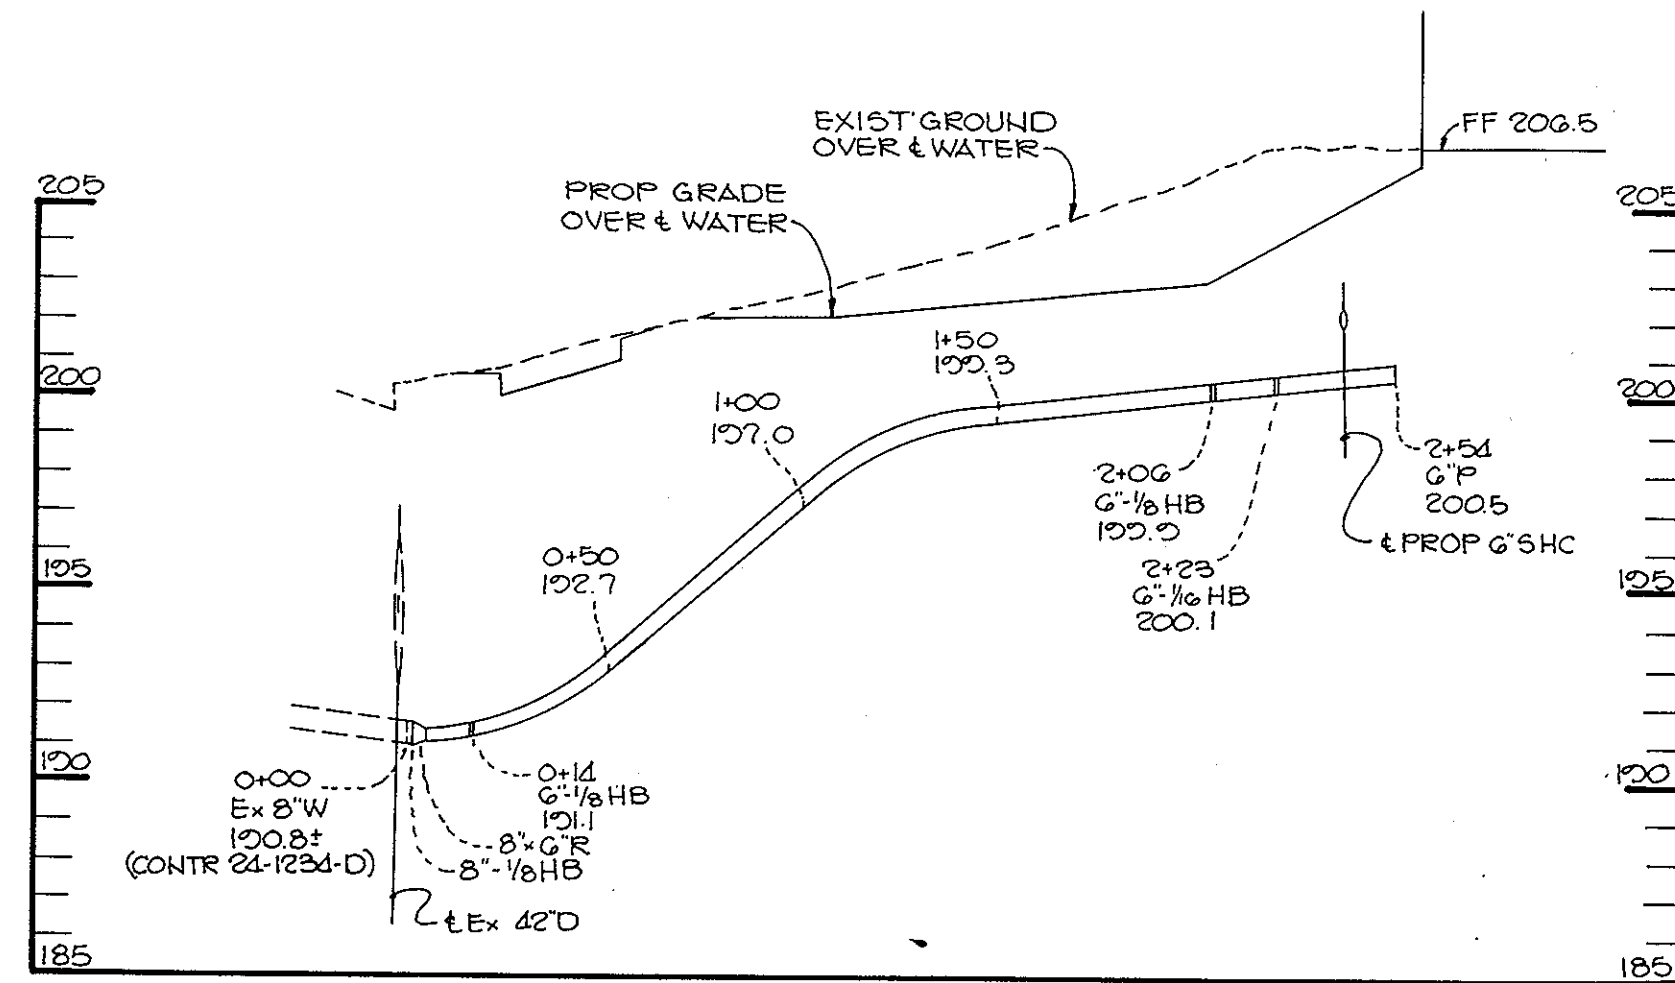 EXIST' GROUND
OVER ℄ WATER
FF 206.5
PROP GRADE
OVER ℄ WATER
205
205
1+50
199.3
200
200
1+00
197.0
2+06
6"-1/8 HB
199.9
2+54
6"P
200.5
℄ PROP 6"SHC
0+50
192.7
2+23
6"-1/16 HB
200.1
195
195
190
190
0+00
Ex 8"W
190.8±
(CONTR 24-1234-D)
0+14
6"-1/8 HB
191.1
8"x6"R
8"-1/8HB
℄ Ex 42"D
185
185